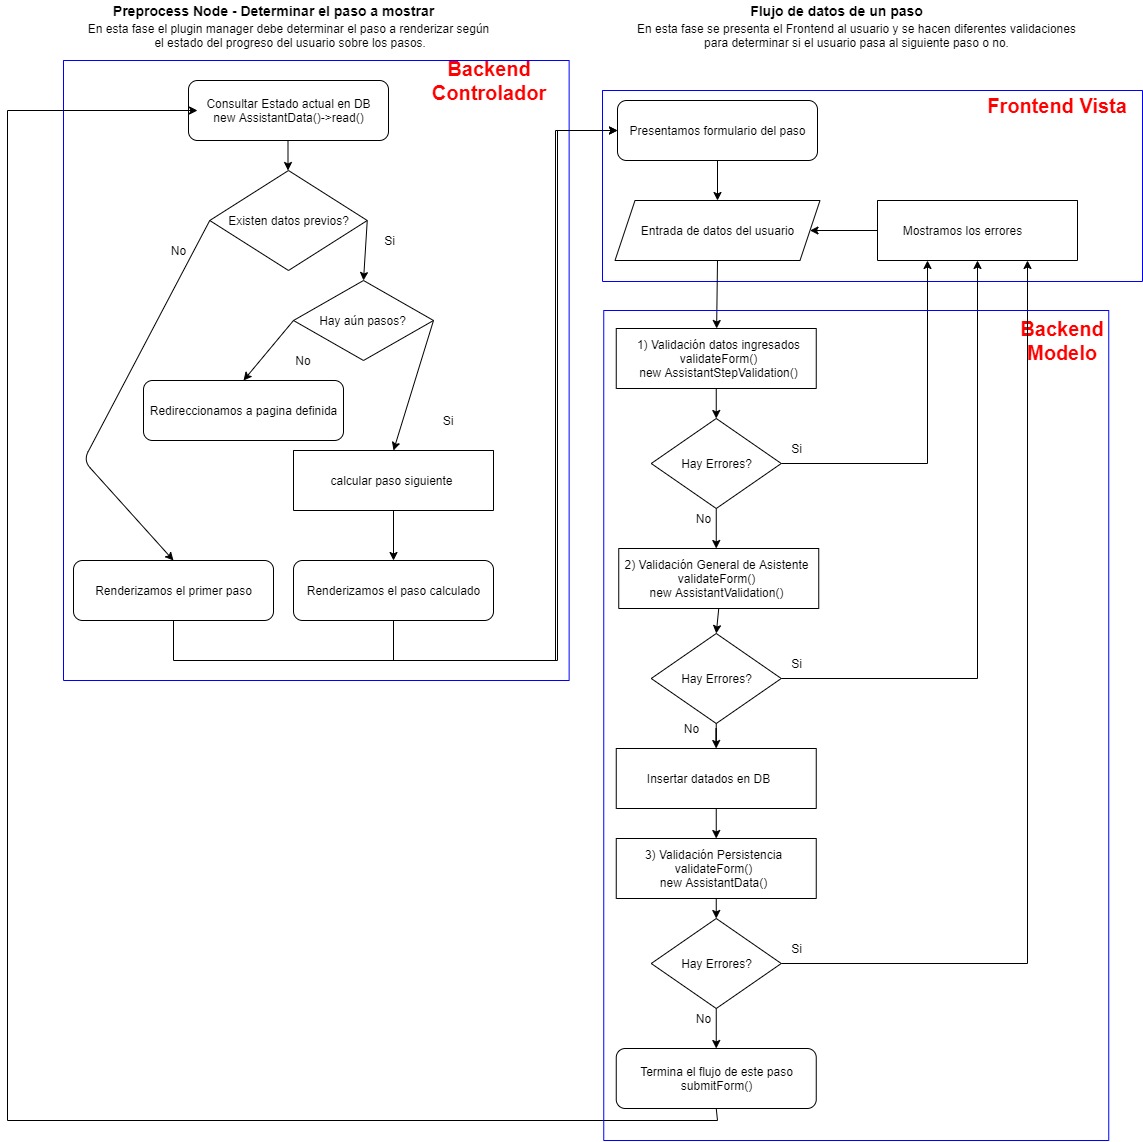 Preprocess Node - Determinar el paso a mostrar
En esta fase el plugin manager debe determinar el paso a renderizar según
el estado del progreso del usuario sobre los pasos.
Backend
Controlador
Consultar Estado actual en DB
new AssistantData()->read()
Existen datos previos?
No
Si
Hay aún pasos?
No
Redireccionamos a pagina definida
Si
calcular paso siguiente
Renderizamos el primer paso
Renderizamos el paso calculado
Flujo de datos de un paso
En esta fase se presenta el Frontend al usuario y se hacen diferentes validaciones
para determinar si el usuario pasa al siguiente paso o no.
Frontend Vista
Presentamos formulario del paso
Entrada de datos del usuario
Mostramos los errores
Backend
Modelo
1) Validación datos ingresados
validateForm()
new AssistantStepValidation()
Hay Errores?
Si
No
2) Validación General de Asistente
validateForm()
new AssistantValidation()
Hay Errores?
Si
No
Insertar datados en DB
3) Validación Persistencia
validateForm()
new AssistantData()
Hay Errores?
Si
No
Termina el flujo de este paso
submitForm()